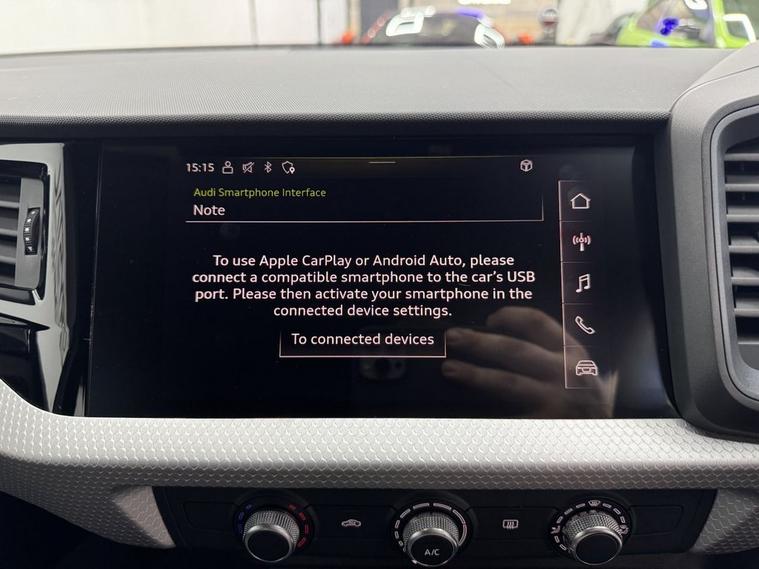 15:15
Audi Smartphone Interface
Note
To use Apple CarPlay or Android Auto, please
connect a compatible smartphone to the car's USB
port. Please then activate your smartphone in the
connected device settings.
To connected devices
A/C